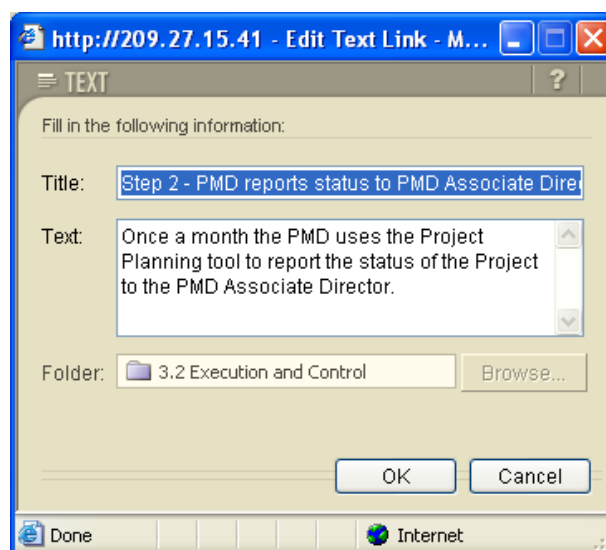 http://209.27.15.41 - Edit Text Link - M...
TEXT
?
Fill in the following information:
Title: Step 2 - PMD reports status to PMD Associate Dire
Text: Once a month the PMD uses the Project
Planning tool to report the status of the Project
to the PMD Associate Director.
Folder: 3.2 Execution and Control Browse...
OK Cancel
Done Internet